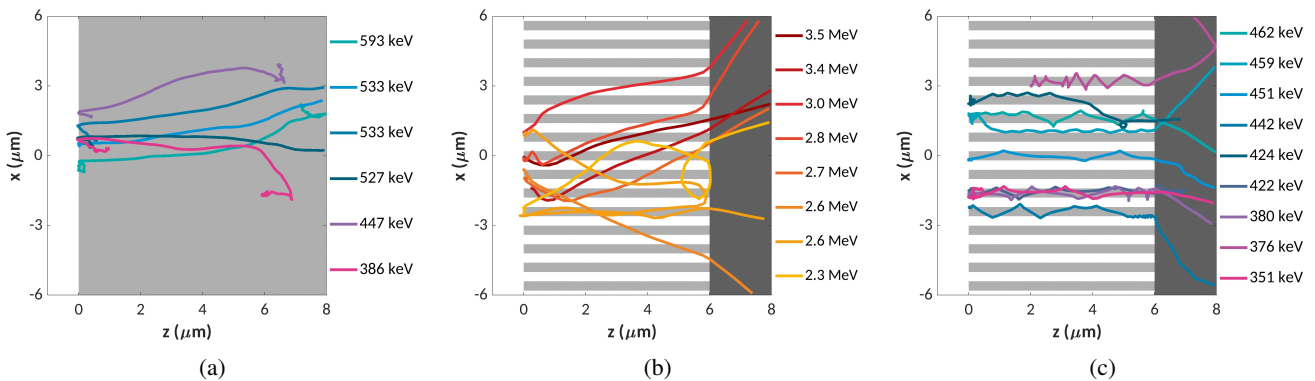 6
3
0
-3
-6
x (μm)
0
2
4
6
8
z (μm)
593 keV
533 keV
533 keV
527 keV
447 keV
386 keV
(a)
6
3
0
-3
-6
x (μm)
0
2
4
6
8
z (μm)
3.5 MeV
3.4 MeV
3.0 MeV
2.8 MeV
2.7 MeV
2.6 MeV
2.6 MeV
2.3 MeV
(b)
6
3
0
-3
-6
x (μm)
0
2
4
6
8
z (μm)
462 keV
459 keV
451 keV
442 keV
424 keV
422 keV
380 keV
376 keV
351 keV
(c)